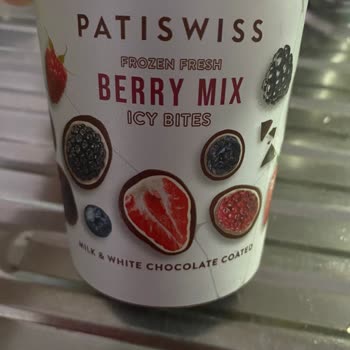 PATISWISS
FROZEN FRESH
BERRY MIX
ICY BITES
MILK & WHITE CHOCOLATE COATED